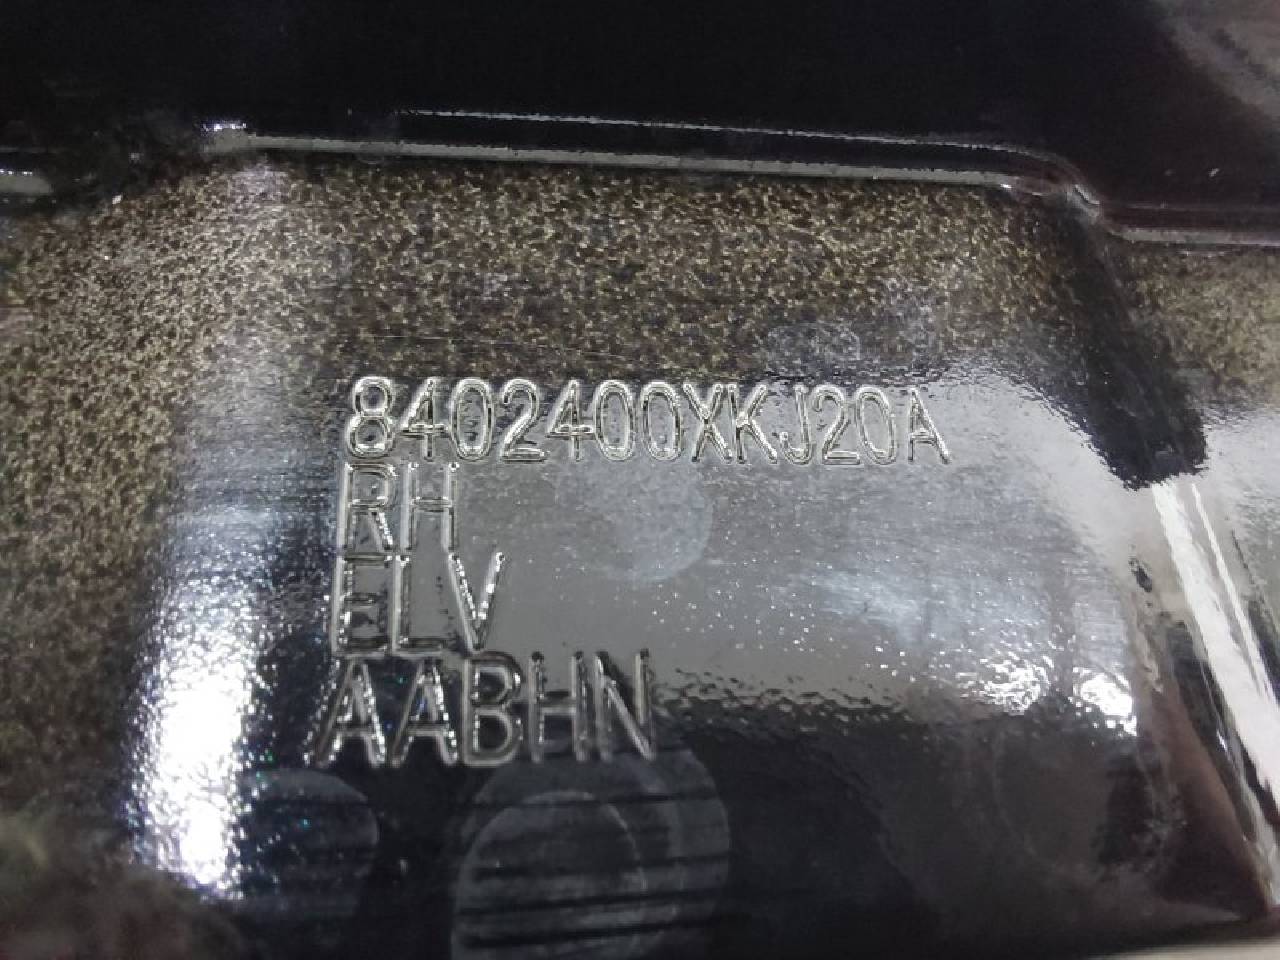 8402400XKJ20A
RH
ELV
AABHN